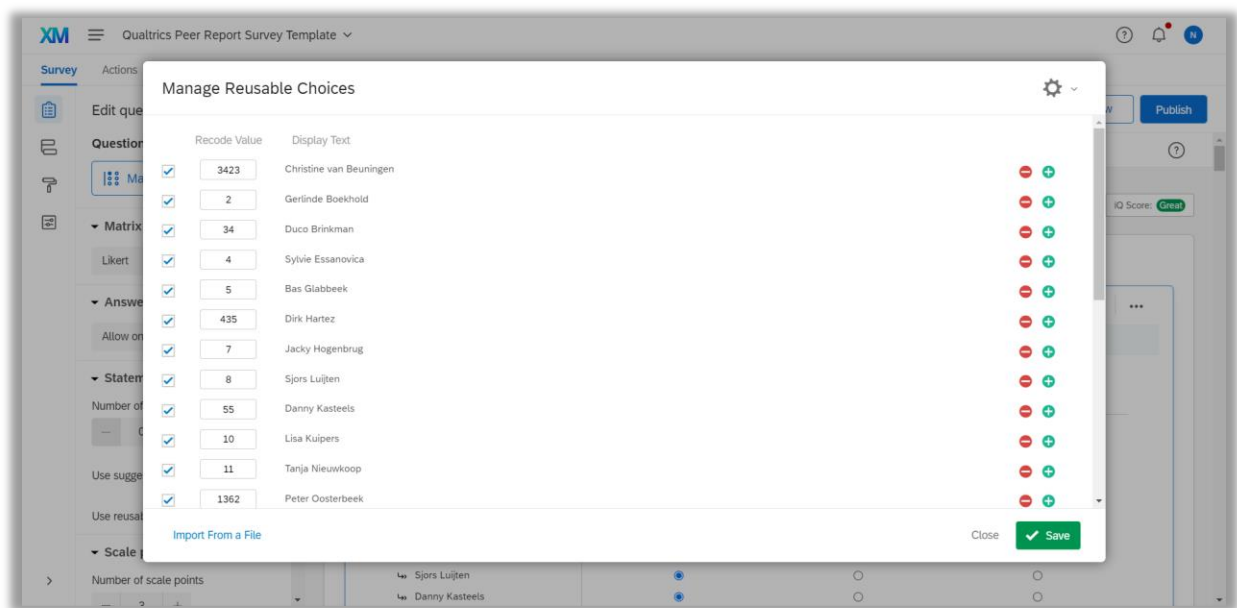 XM Qualtrics Peer Report Survey Template
Survey Actions
Manage Reusable Choices
Edit que
Publish
Recode Value Display Text
Question
3423 Christine van Beuningen
Ma
2 Gerlinde Boekhold
iQ Score: Great
Matrix
34 Duco Brinkman
Likert
4 Sylvie Essanovica
5 Bas Glabbeek
Answe
435 Dirk Hartez
Allow on
7 Jacky Hogenbrug
8 Sjors Luijten
Statem
Number of
55 Danny Kasteels
10 Lisa Kuipers
Use sugge
11 Tanja Nieuwkoop
1362 Peter Oosterbeek
Use reusal
Import From a File
Close Save
Scale
Number of scale points
Sjors Luijten
Danny Kasteels
3